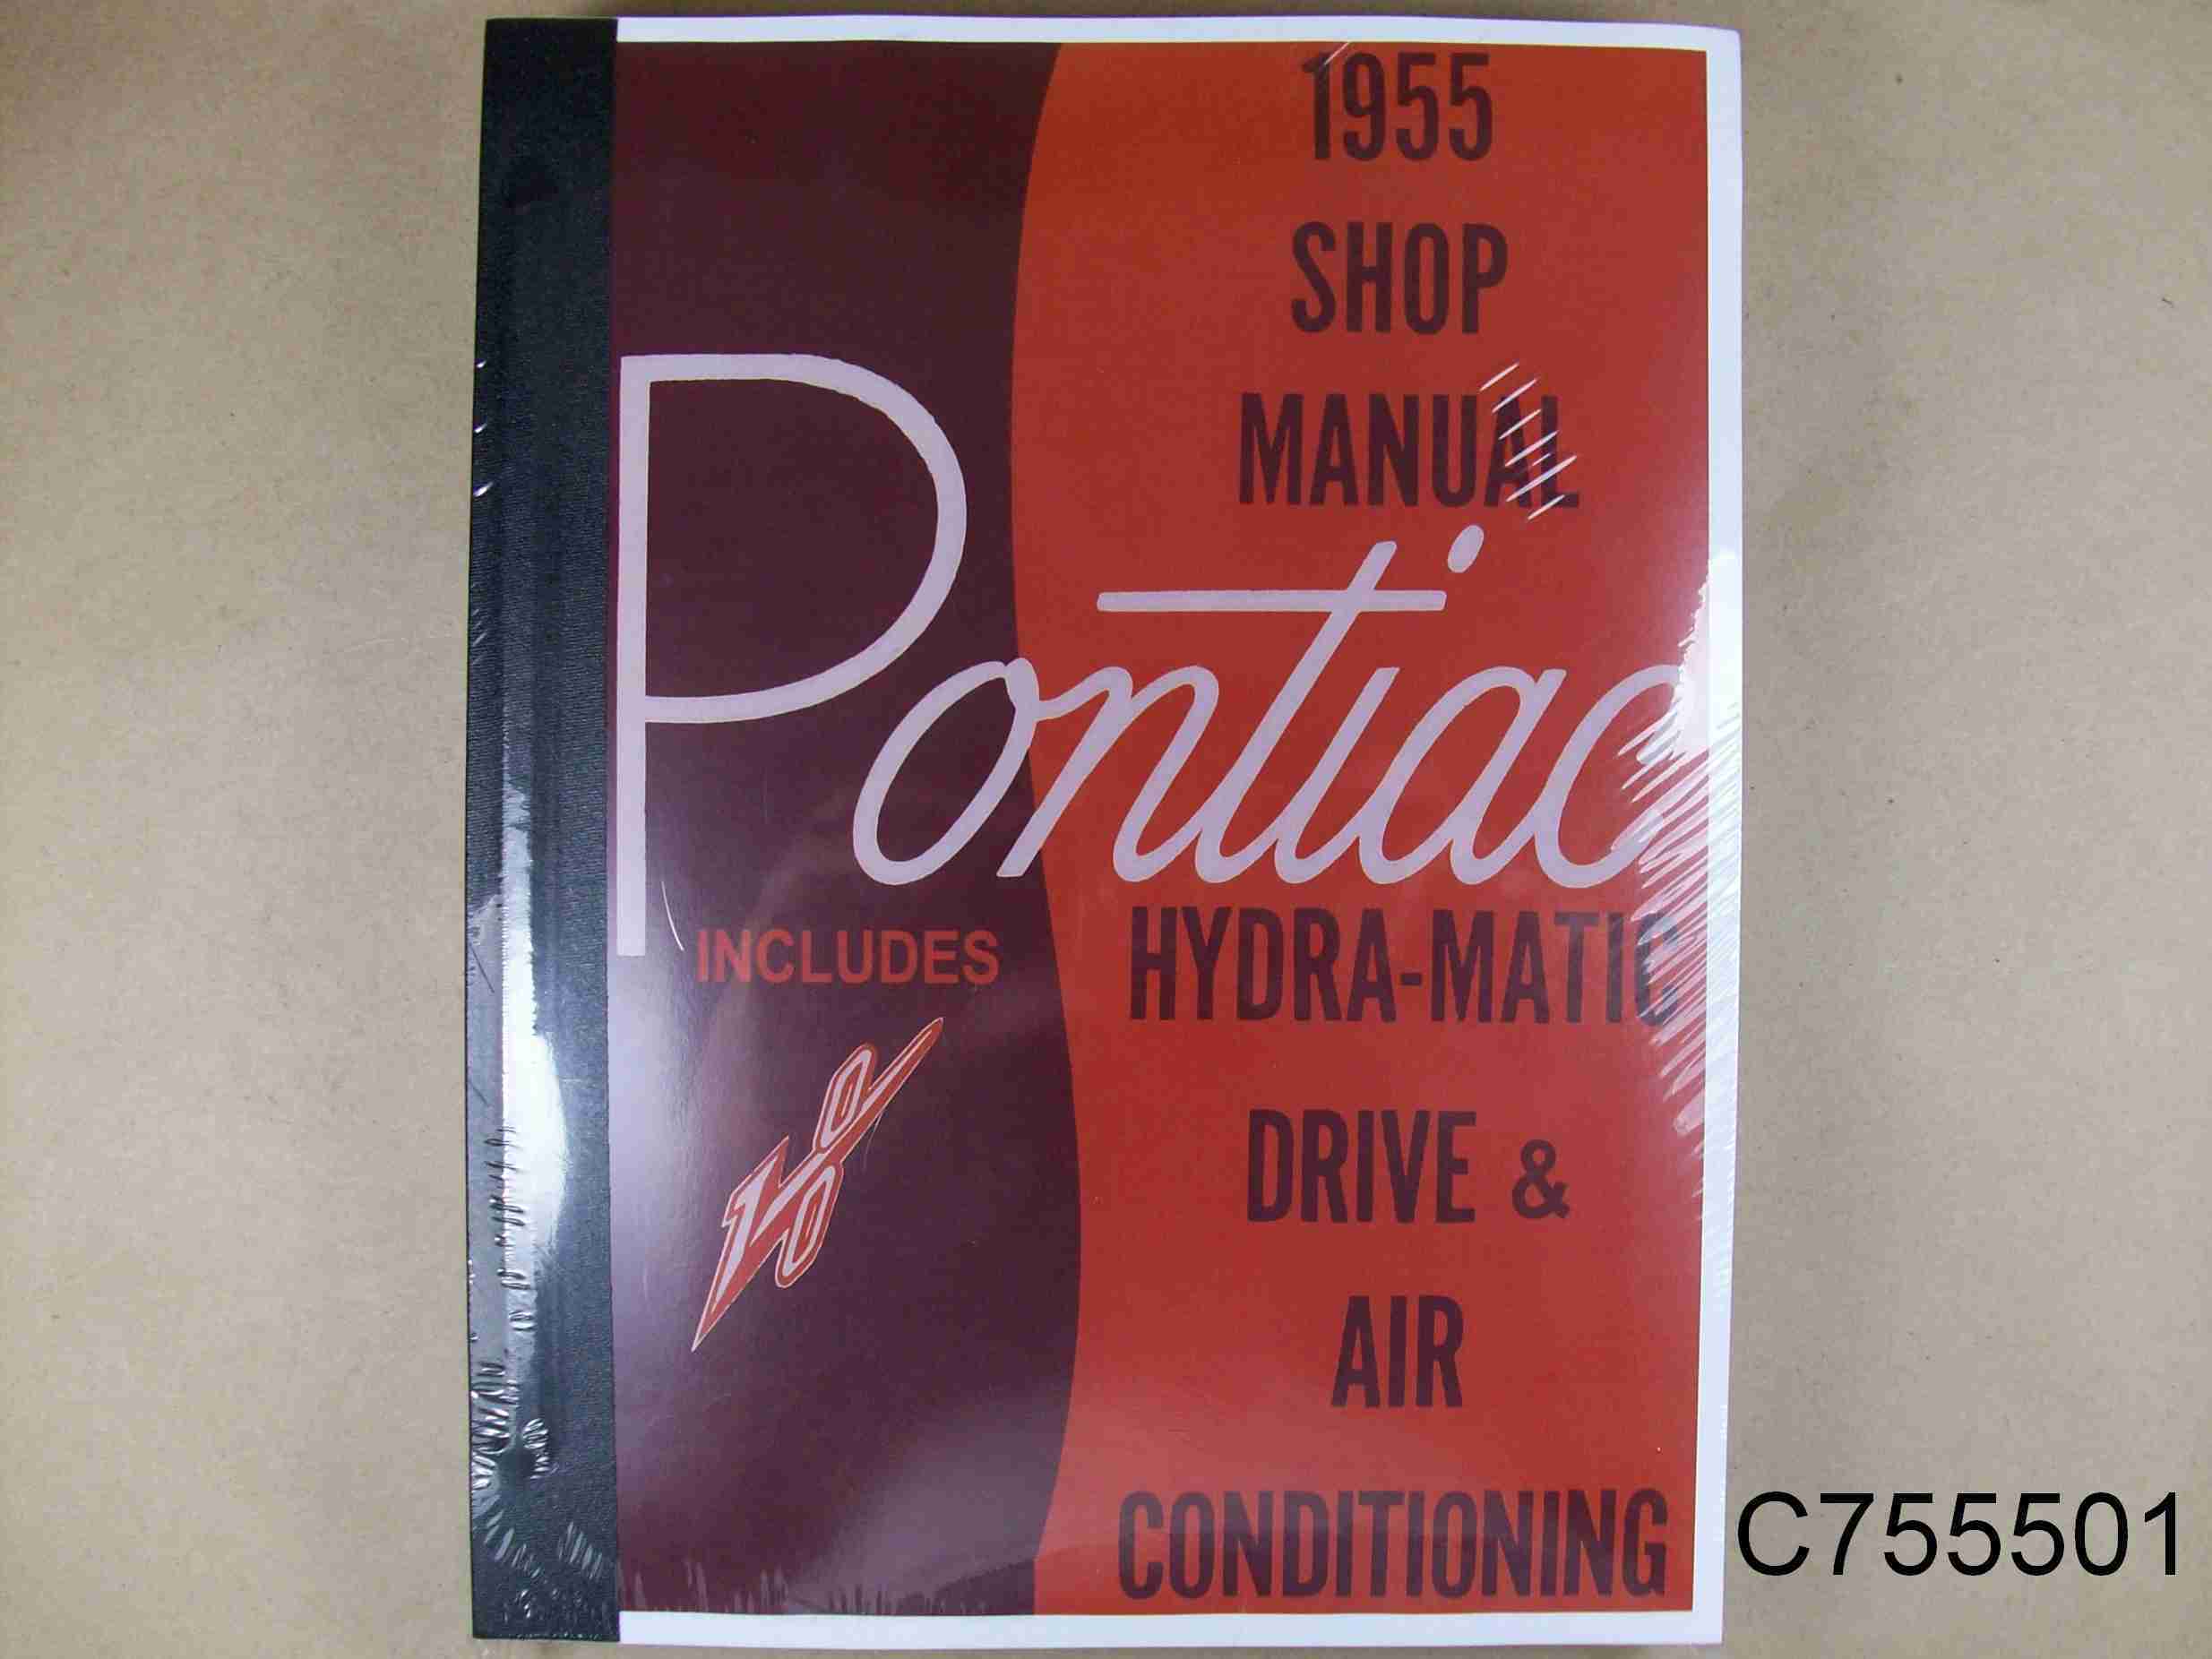 1955
SHOP
MANUAL
Pontiac
INCLUDES
V8
HYDRA-MATIC
DRIVE &
AIR
CONDITIONING
C755501